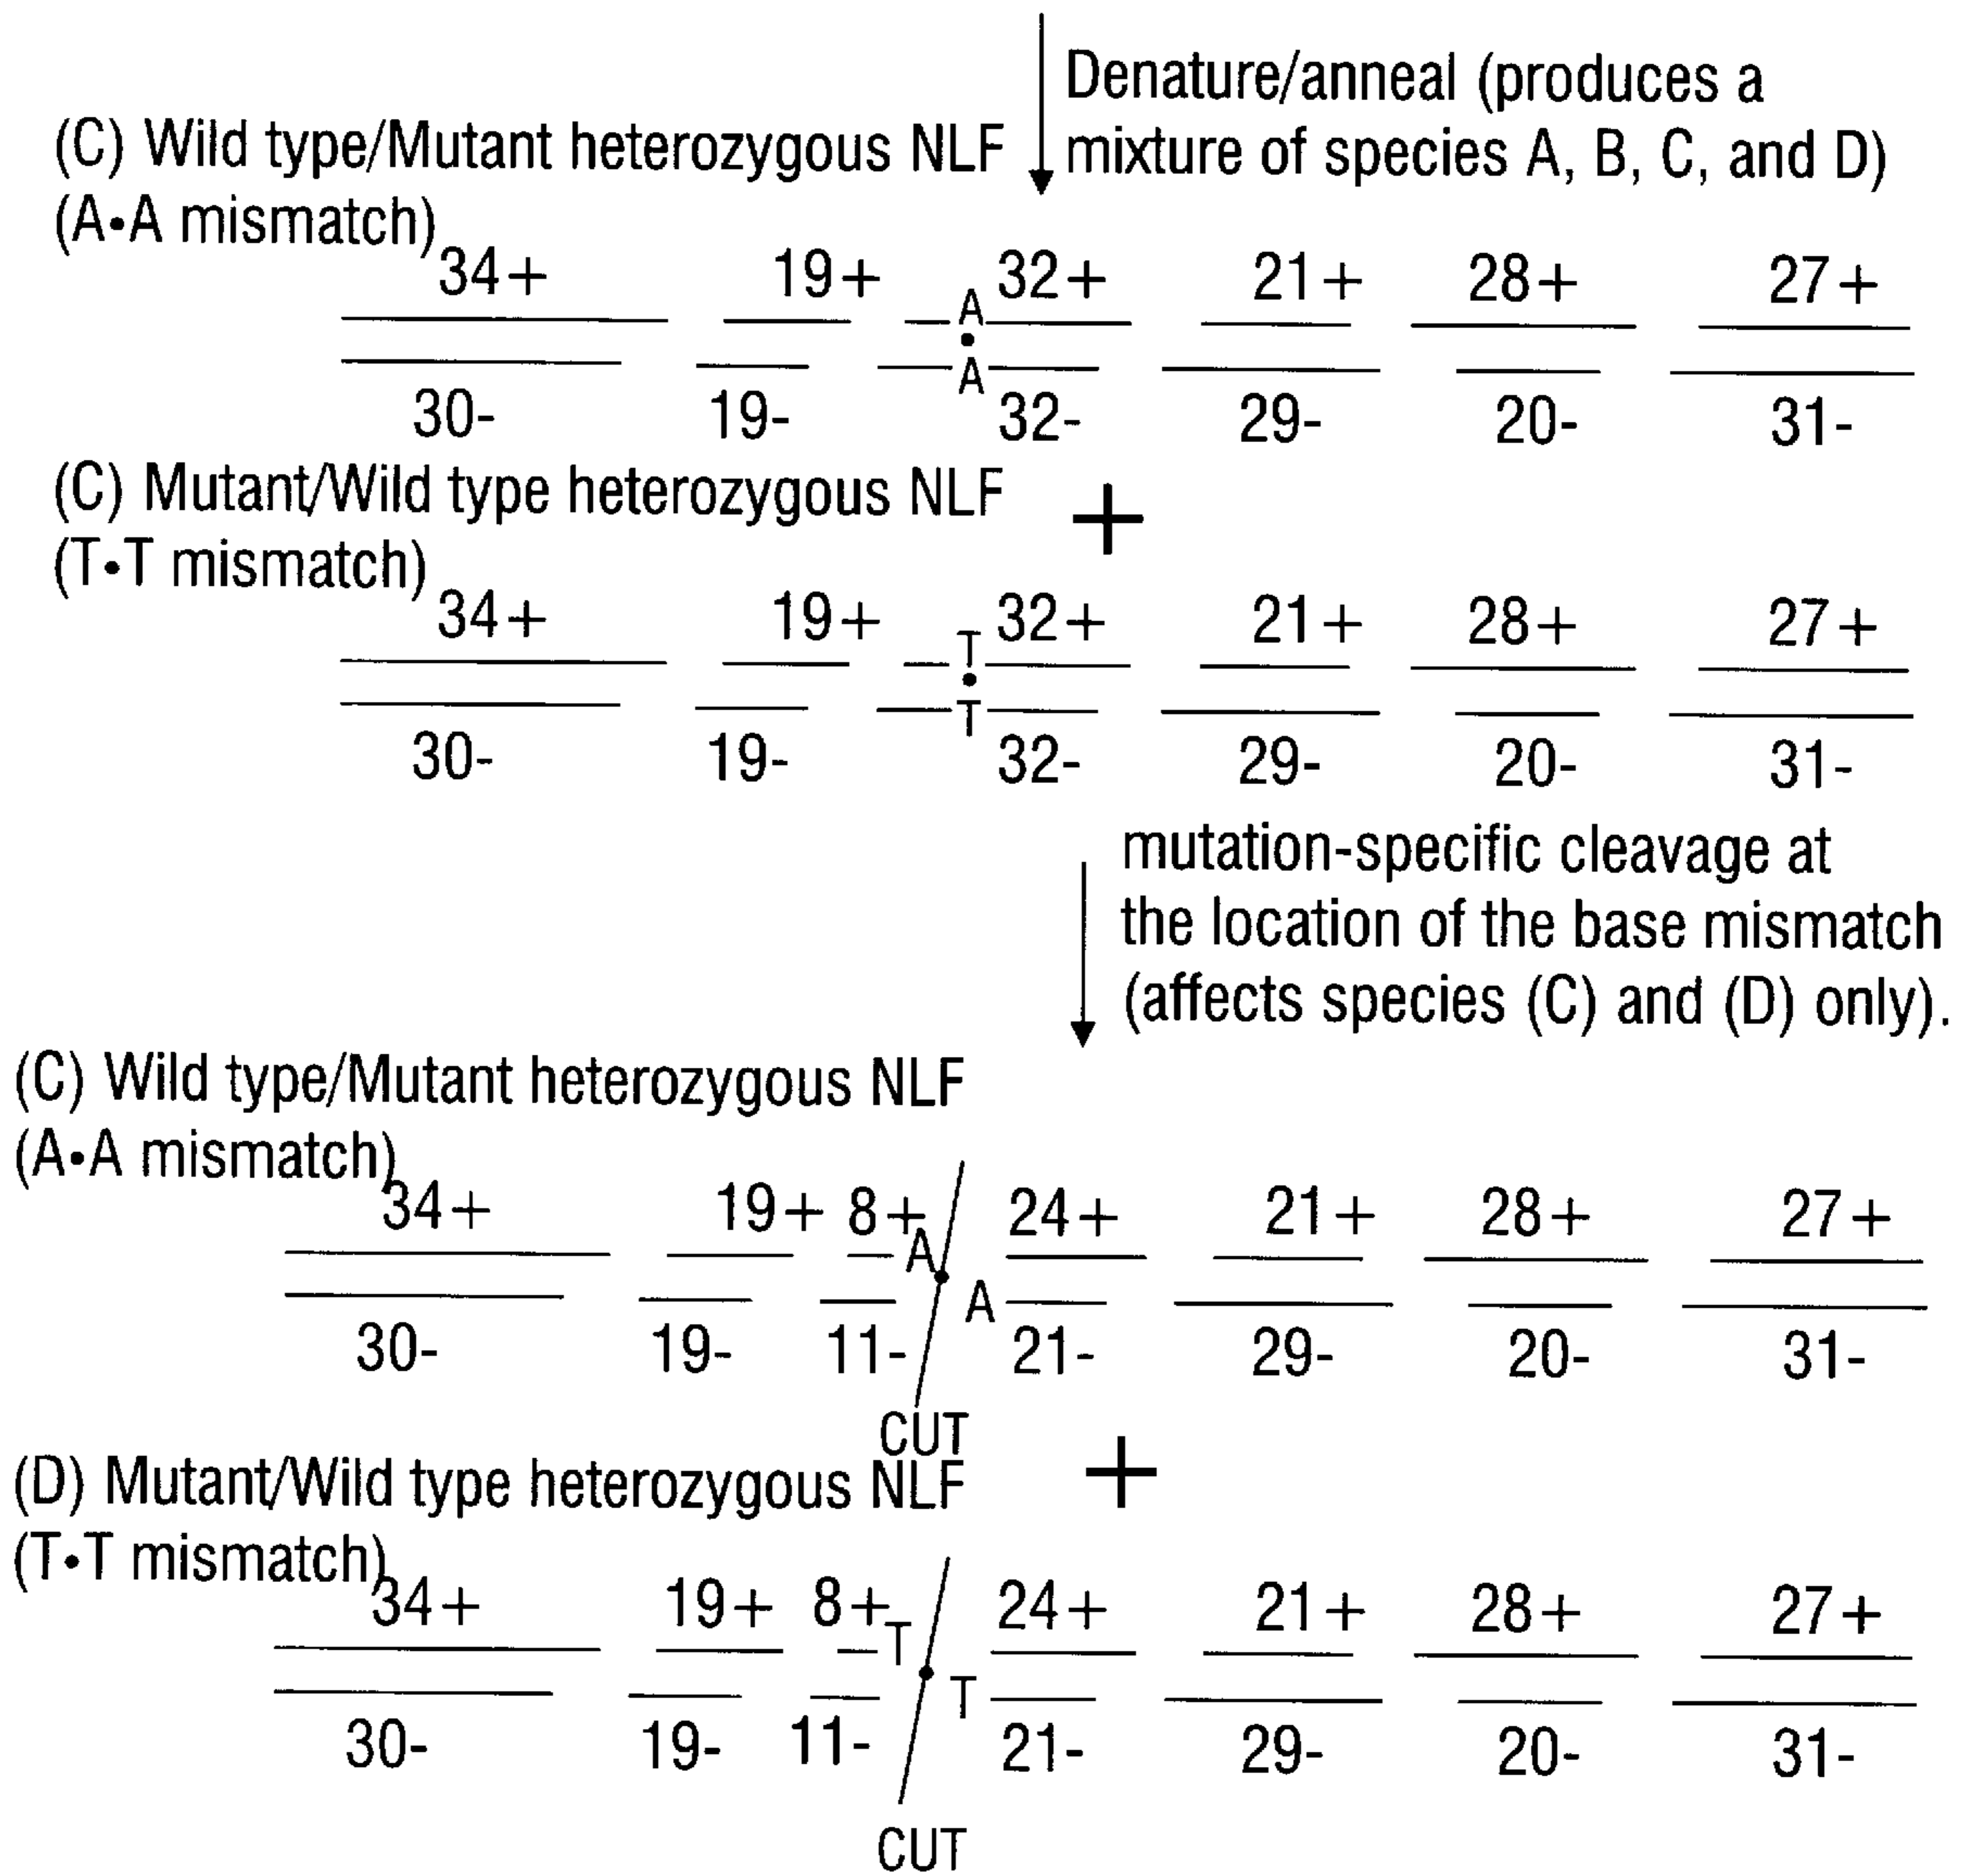 Denature/anneal (produces a
mixture of species A, B, C, and D)
(C) Wild type/Mutant heterozygous NLF
(A•A mismatch)
34+ 19+ 32+ 21+ 28+ 27+
A
•
A
30- 19- 32- 29- 20- 31-
(C) Mutant/Wild type heterozygous NLF
(T•T mismatch)
+
34+ 19+ 32+ 21+ 28+ 27+
T
•
T
30- 19- 32- 29- 20- 31-
mutation-specific cleavage at
the location of the base mismatch
(affects species (C) and (D) only).
(C) Wild type/Mutant heterozygous NLF
(A•A mismatch)
34+ 19+ 8+ 24+ 21+ 28+ 27+
A
•
A
30- 19- 11- 21- 29- 20- 31-
CUT
+
(D) Mutant/Wild type heterozygous NLF
(T•T mismatch)
34+ 19+ 8+ 24+ 21+ 28+ 27+
T
•
T
30- 19- 11- 21- 29- 20- 31-
CUT